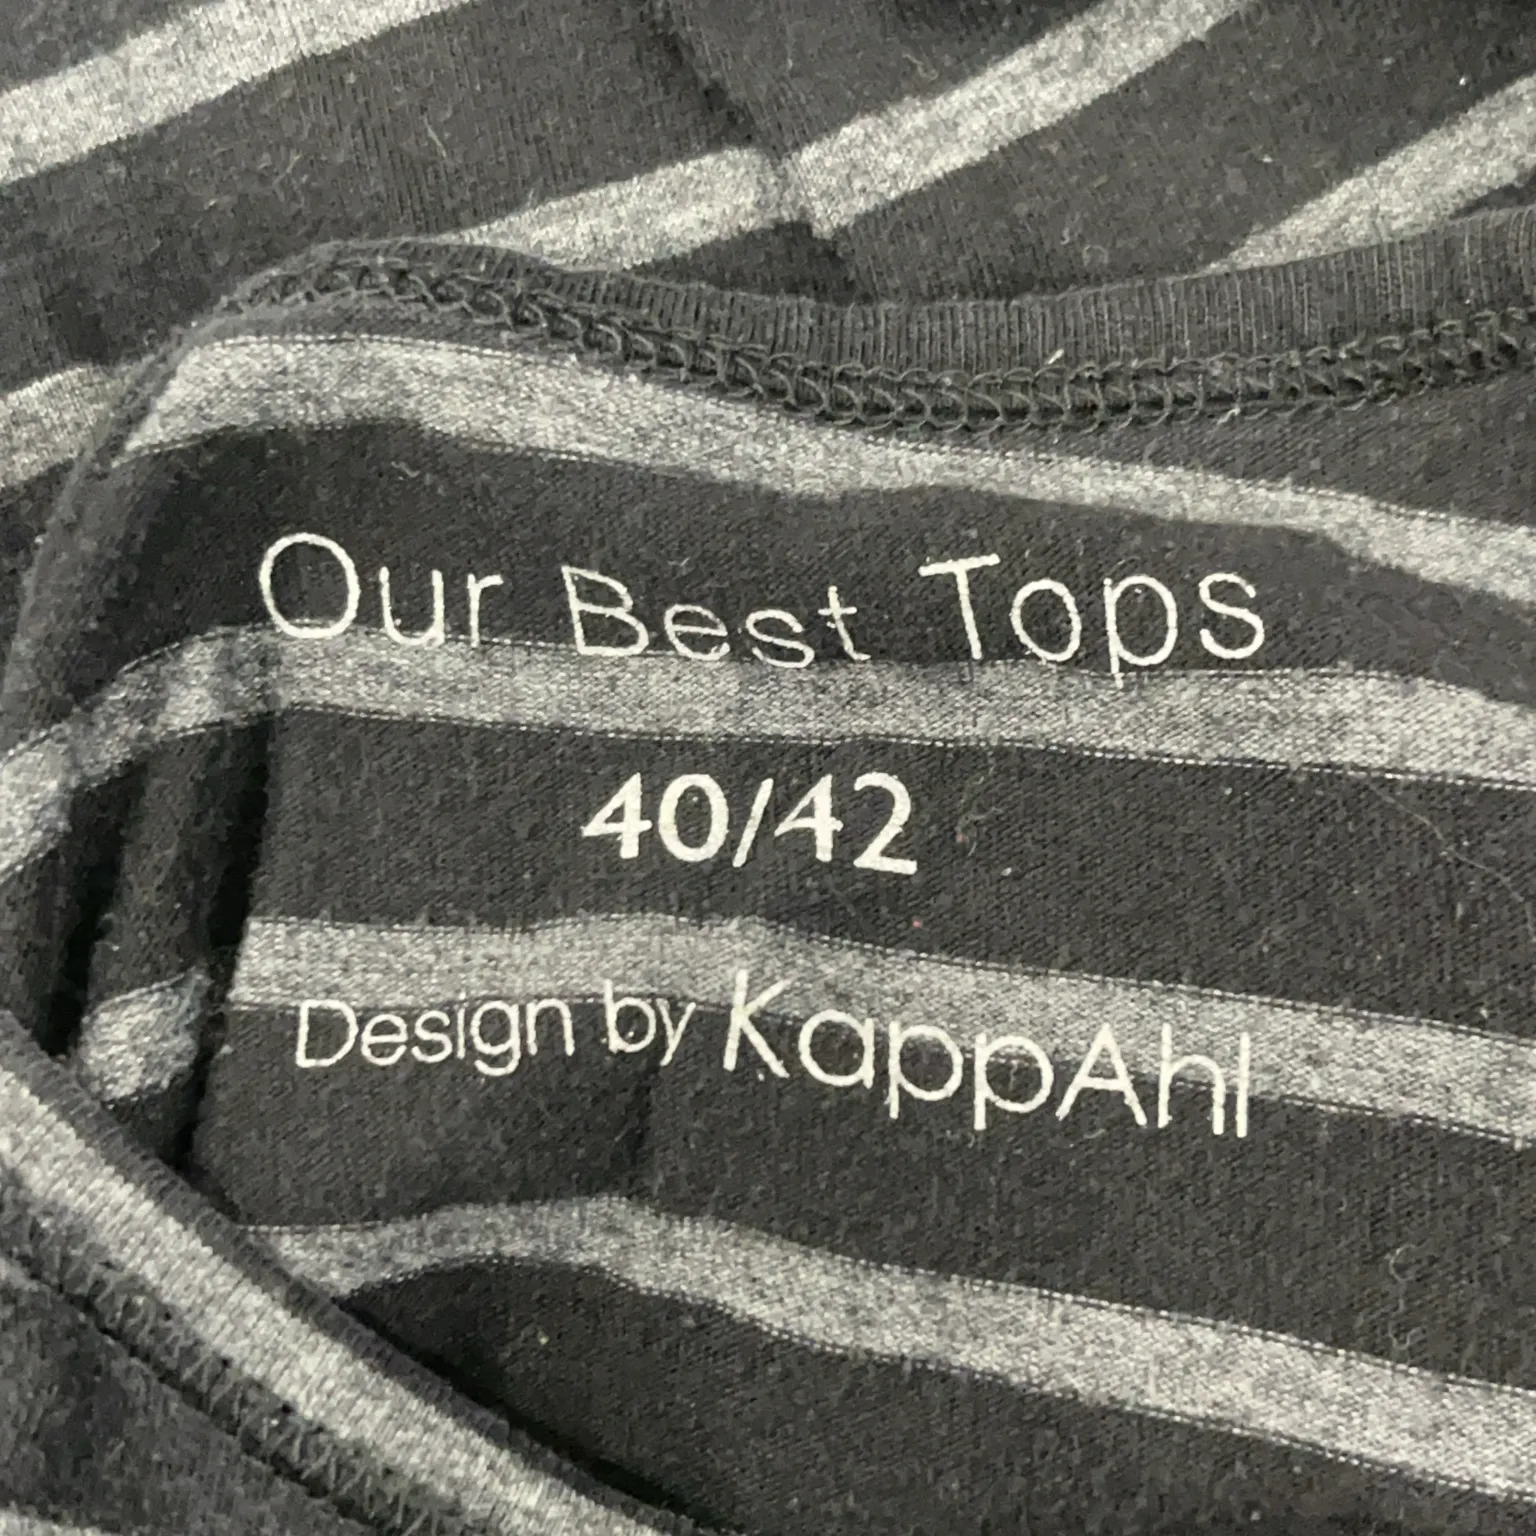 Our Best Tops
40/42
Design by KappAhl